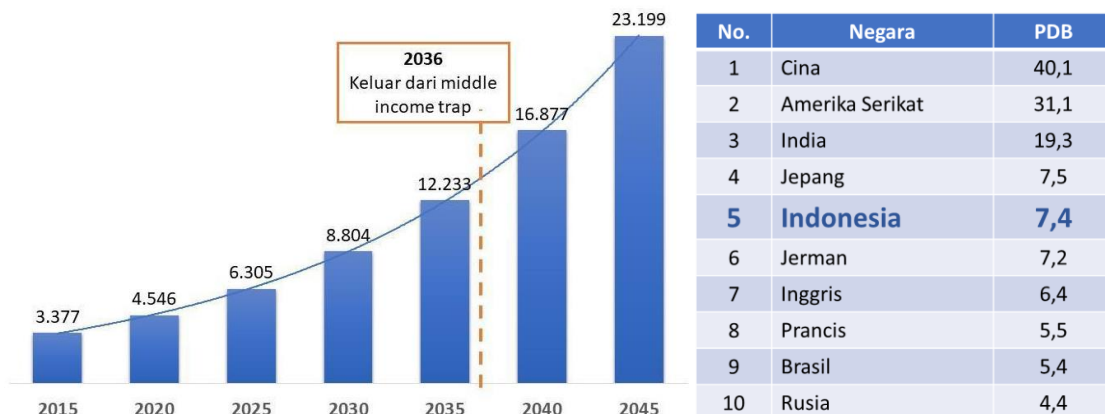 23.199
2036
Keluar dari middle
income trap
16.877
12.233
8.804
6.305
4.546
3.377
2015 2020 2025 2030 2035 2040 2045
No. Negara PDB
1 Cina 40,1
2 Amerika Serikat 31,1
3 India 19,3
4 Jepang 7,5
5 Indonesia 7,4
6 Jerman 7,2
7 Inggris 6,4
8 Prancis 5,5
9 Brasil 5,4
10 Rusia 4,4